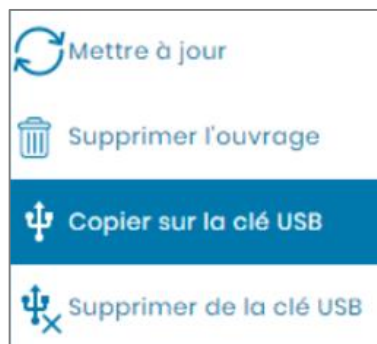 Mettre à jour
Supprimer l'ouvrage
Copier sur la clé USB
Supprimer de la clé USB